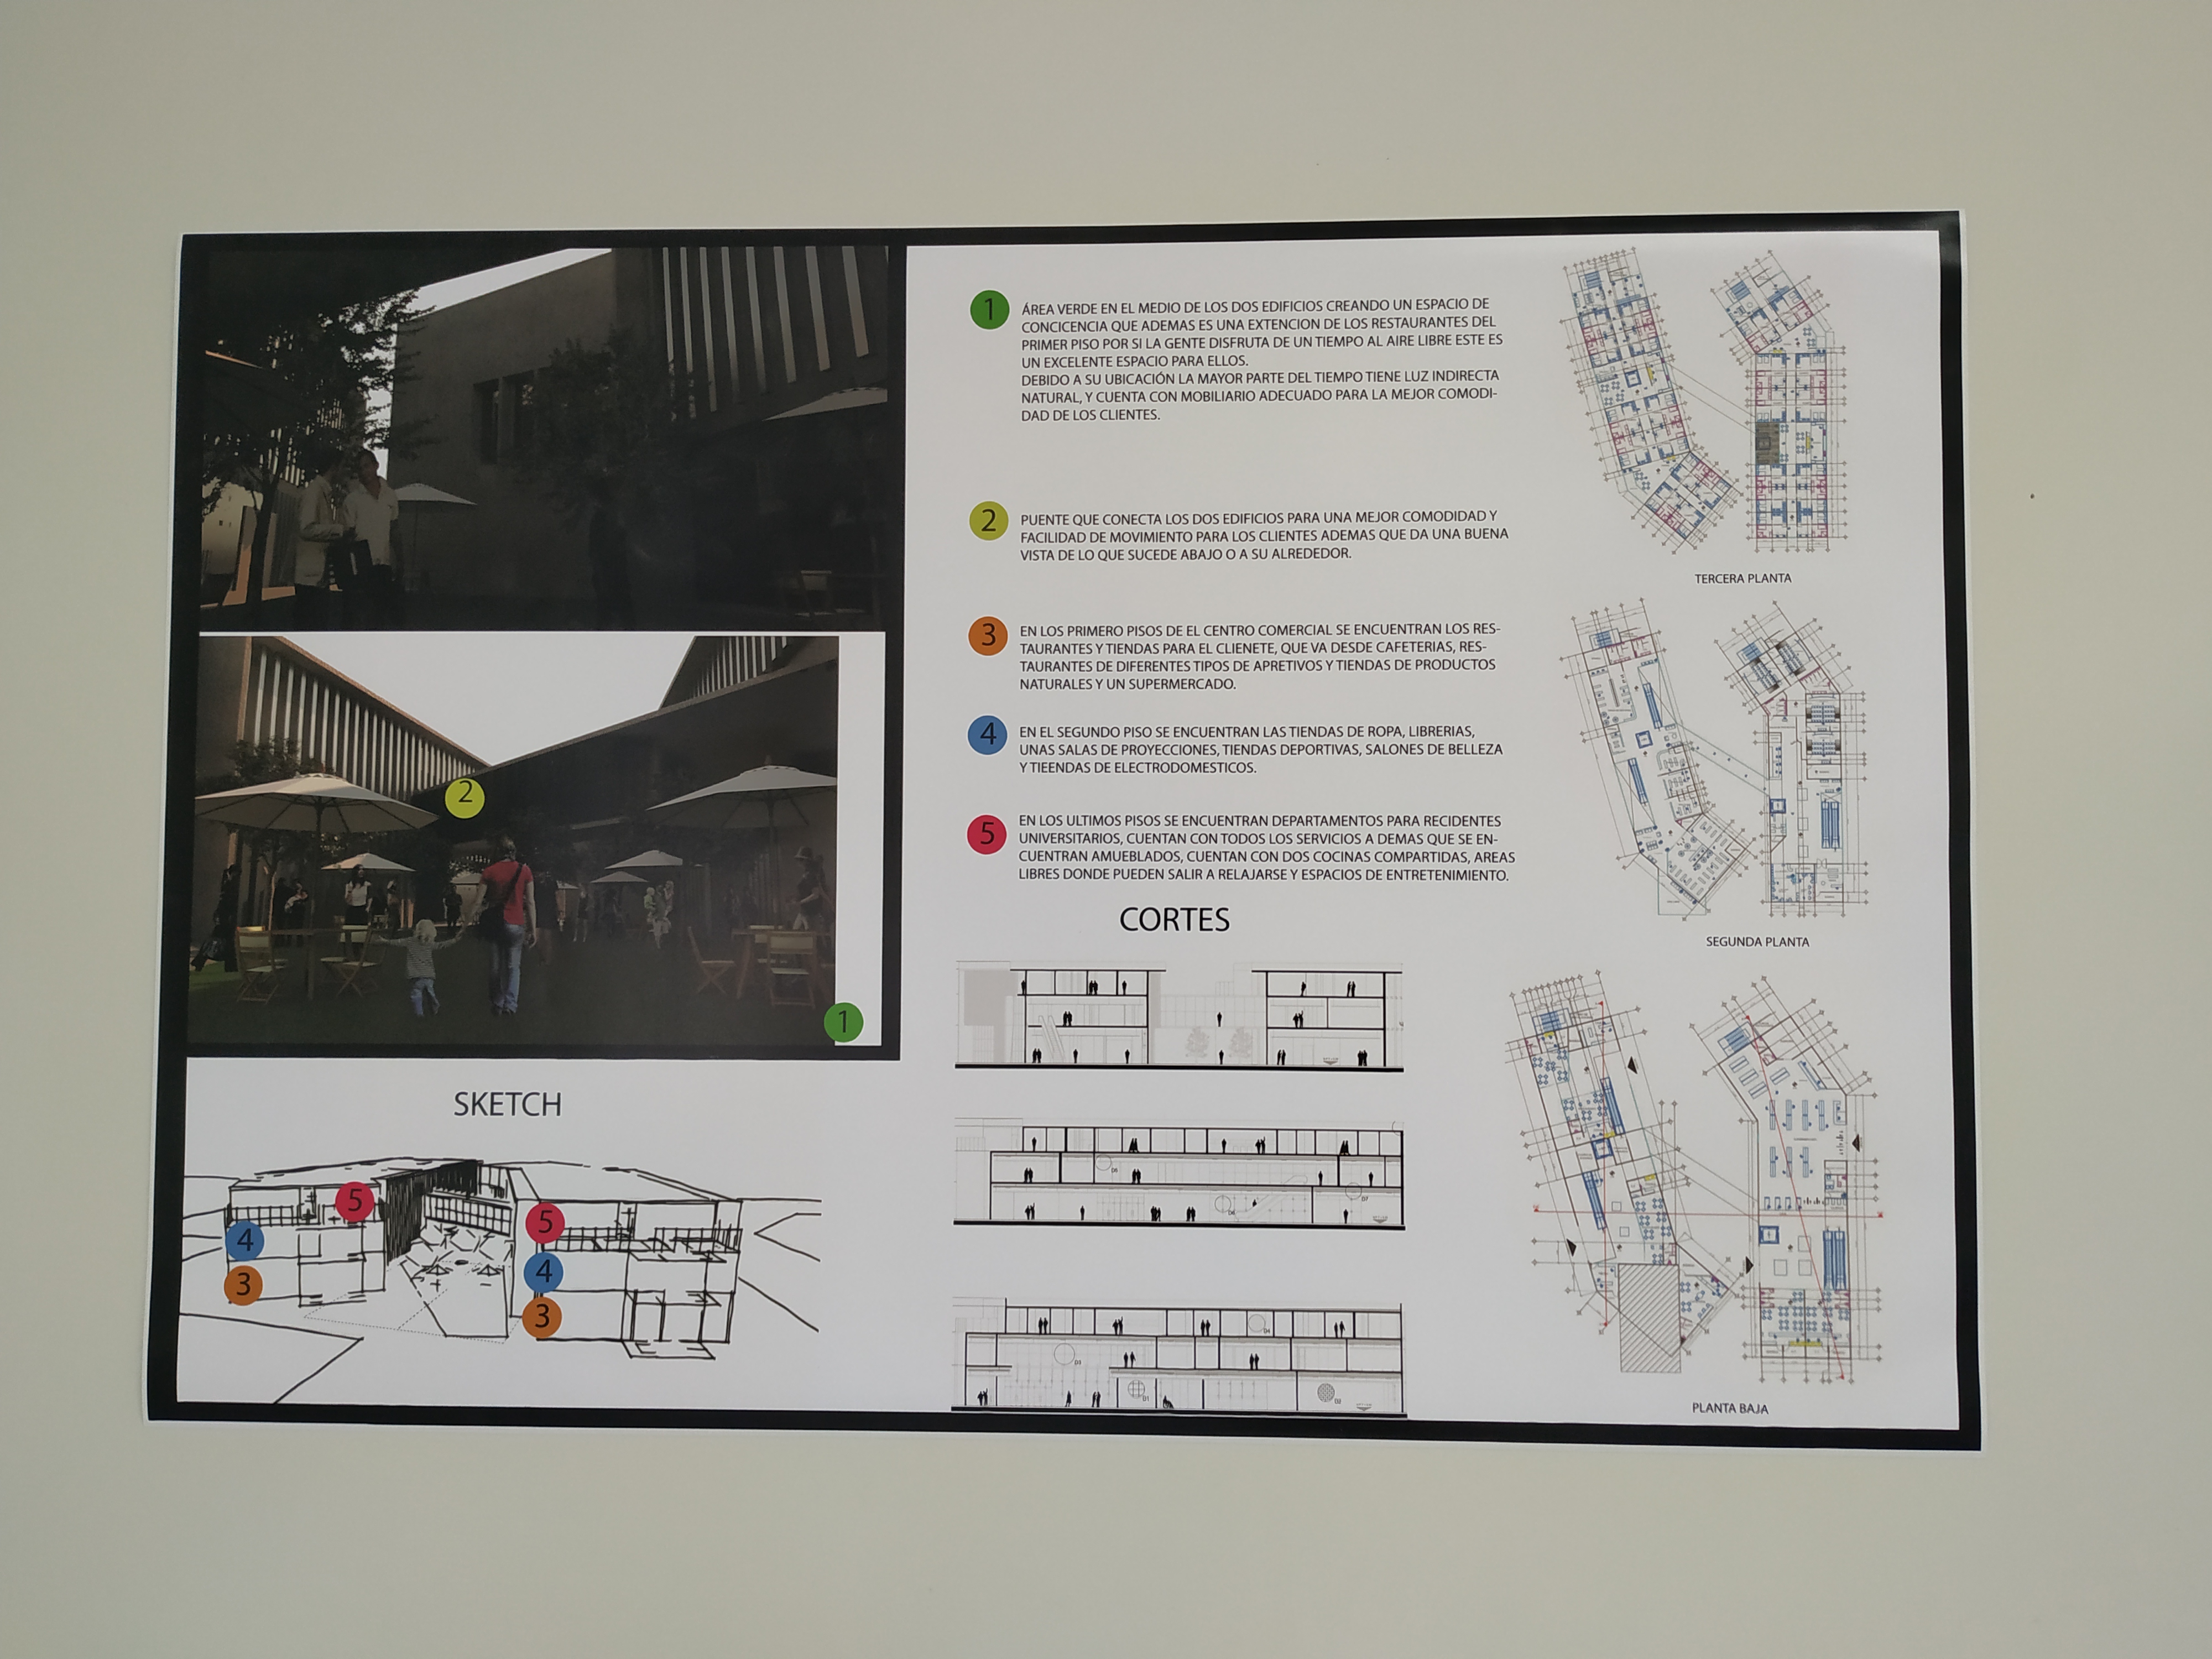 1
ÁREA VERDE EN EL MEDIO DE LOS DOS EDIFICIOS CREANDO UN ESPACIO DE
CONCICENCIA QUE ADEMAS ES UNA EXTENCION DE LOS RESTAURANTES DEL
PRIMER PISO POR SI LA GENTE DISFRUTA DE UN TIEMPO AL AIRE LIBRE ESTE ES
UN EXCELENTE ESPACIO PARA ELLOS.
DEBIDO A SU UBICACIÓN LA MAYOR PARTE DEL TIEMPO TIENE LUZ INDIRECTA
NATURAL, Y CUENTA CON MOBILIARIO ADECUADO PARA LA MEJOR COMODI-
DAD DE LOS CLIENTES.
2
PUENTE QUE CONECTA LOS DOS EDIFICIOS PARA UNA MEJOR COMODIDAD Y
FACILIDAD DE MOVIMIENTO PARA LOS CLIENTES ADEMAS QUE DA UNA BUENA
VISTA DE LO QUE SUCEDE ABAJO O A SU ALREDEDOR.
3
EN LOS PRIMERO PISOS DE EL CENTRO COMERCIAL SE ENCUENTRAN LOS RES-
TAURANTES Y TIENDAS PARA EL CLIENETE, QUE VA DESDE CAFETERIAS, RES-
TAURANTES DE DIFERENTES TIPOS DE APRETIVOS Y TIENDAS DE PRODUCTOS
NATURALES Y UN SUPERMERCADO.
4
EN EL SEGUNDO PISO SE ENCUENTRAN LAS TIENDAS DE ROPA, LIBRERIAS,
UNAS SALAS DE PROYECCIONES, TIENDAS DEPORTIVAS, SALONES DE BELLEZA
Y TIEENDAS DE ELECTRODOMESTICOS.
5
EN LOS ULTIMOS PISOS SE ENCUENTRAN DEPARTAMENTOS PARA RECIDENTES
UNIVERSITARIOS, CUENTAN CON TODOS LOS SERVICIOS A DEMAS QUE SE EN-
CUENTRAN AMUEBLADOS, CUENTAN CON DOS COCINAS COMPARTIDAS, AREAS
LIBRES DONDE PUEDEN SALIR A RELAJARSE Y ESPACIOS DE ENTRETENIMIENTO.
2
1
SKETCH
5
5
4
4
3
3
CORTES
TERCERA PLANTA
SEGUNDA PLANTA
PLANTA BAJA